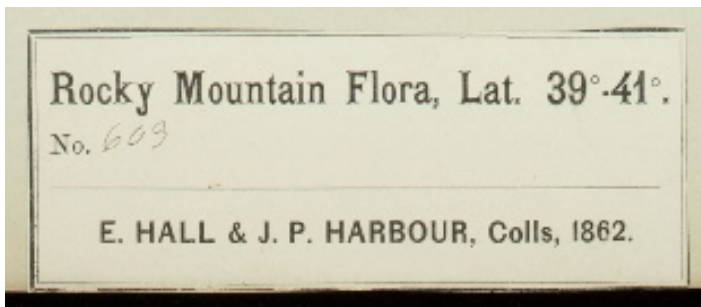 Rocky Mountain Flora, Lat. 39°-41°.
No. 609
E. HALL & J. P. HARBOUR, Colls, 1862.